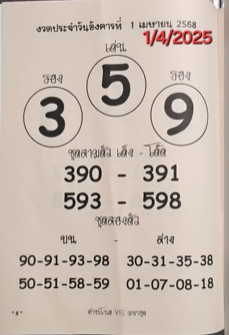 งวดประจำวันอังคารที่ 1 เมษายน 2568
1/4/2025
เด่น
รอง 5 รอง
3 9
ชุดสามตัว เต็ง - โต๊ด
390 - 391
593 - 598
ชุดสองตัว
บน - ล่าง
90-91-93-98 30-31-35-38
50-51-58-59 01-07-08-18